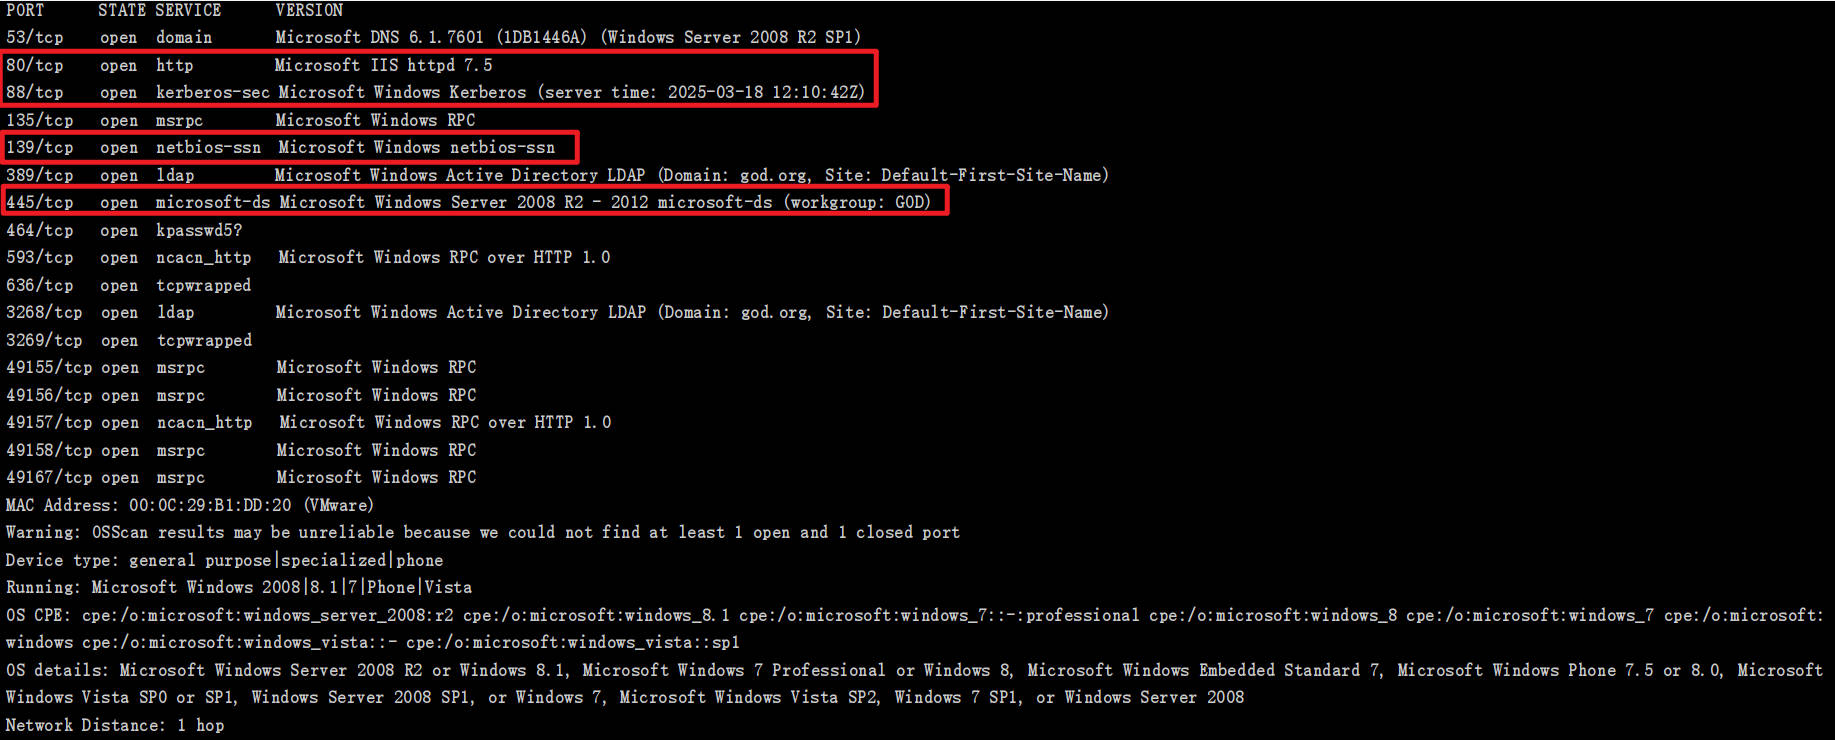 PORT STATE SERVICE VERSION
53/tcp open domain Microsoft DNS 6.1.7601 (1DB1446A) (Windows Server 2008 R2 SP1)
80/tcp open http Microsoft IIS httpd 7.5
88/tcp open kerberos-sec Microsoft Windows Kerberos (server time: 2025-03-18 12:10:42Z)
135/tcp open msrpc Microsoft Windows RPC
139/tcp open netbios-ssn Microsoft Windows netbios-ssn
389/tcp open ldap Microsoft Windows Active Directory LDAP (Domain: god.org, Site: Default-First-Site-Name)
445/tcp open microsoft-ds Microsoft Windows Server 2008 R2 - 2012 microsoft-ds (workgroup: GOD)
464/tcp open kpasswd5?
593/tcp open ncacn_http Microsoft Windows RPC over HTTP 1.0
636/tcp open tcpwrapped
3268/tcp open ldap Microsoft Windows Active Directory LDAP (Domain: god.org, Site: Default-First-Site-Name)
3269/tcp open tcpwrapped
49155/tcp open msrpc Microsoft Windows RPC
49156/tcp open msrpc Microsoft Windows RPC
49157/tcp open ncacn_http Microsoft Windows RPC over HTTP 1.0
49158/tcp open msrpc Microsoft Windows RPC
49167/tcp open msrpc Microsoft Windows RPC
MAC Address: 00:0C:29:B1:DD:20 (VMware)
Warning: OSScan results may be unreliable because we could not find at least 1 open and 1 closed port
Device type: general purpose|specialized|phone
Running: Microsoft Windows 2008|8.1|7|Phone|Vista
OS CPE: cpe:/o:microsoft:windows_server_2008:r2 cpe:/o:microsoft:windows_8.1 cpe:/o:microsoft:windows_7::-:professional cpe:/o:microsoft:windows_8 cpe:/o:microsoft:windows_7 cpe:/o:microsoft:
windows cpe:/o:microsoft:windows_vista::- cpe:/o:microsoft:windows_vista::sp1
OS details: Microsoft Windows Server 2008 R2 or Windows 8.1, Microsoft Windows 7 Professional or Windows 8, Microsoft Windows Embedded Standard 7, Microsoft Windows Phone 7.5 or 8.0, Microsoft
Windows Vista SP0 or SP1, Windows Server 2008 SP1, or Windows 7, Microsoft Windows Vista SP2, Windows 7 SP1, or Windows Server 2008
Network Distance: 1 hop